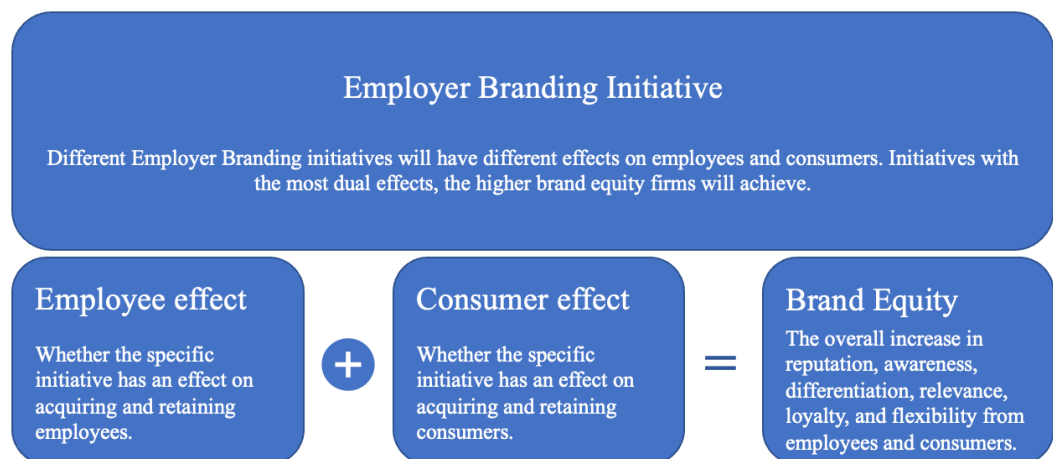 Employer Branding Initiative
Different Employer Branding initiatives will have different effects on employees and consumers. Initiatives with
the most dual effects, the higher brand equity firms will achieve.
Employee effect
Whether the specific
initiative has an effect on
acquiring and retaining
employees.
+
Consumer effect
Whether the specific
initiative has an effect on
acquiring and retaining
consumers.
=
Brand Equity
The overall increase in
reputation, awareness,
differentiation, relevance,
loyalty, and flexibility from
employees and consumers.